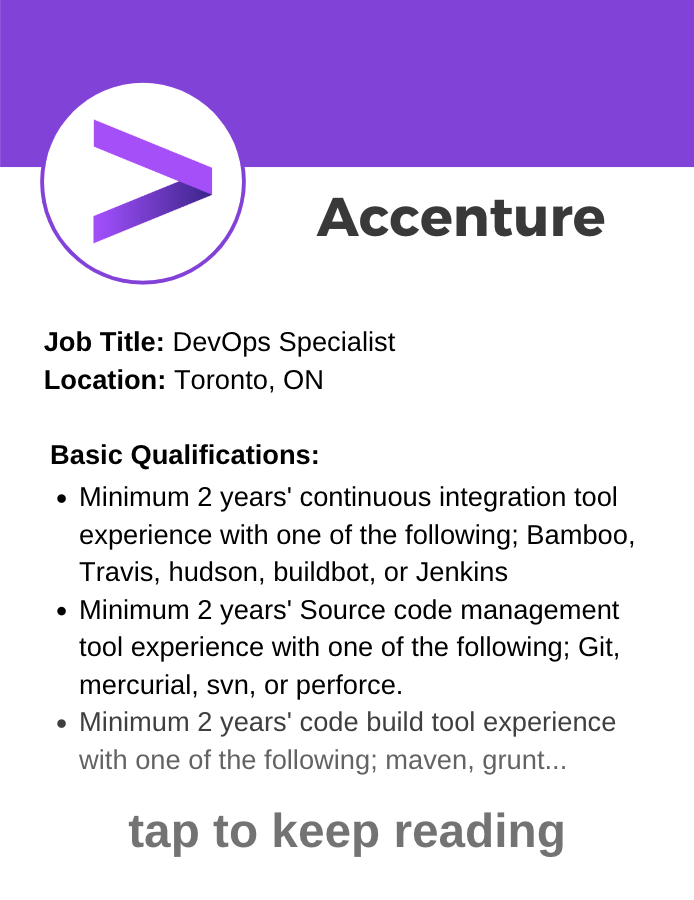 Accenture
Job Title: DevOps Specialist
Location: Toronto, ON
Basic Qualifications:
• Minimum 2 years' continuous integration tool
experience with one of the following; Bamboo,
Travis, hudson, buildbot, or Jenkins
• Minimum 2 years' Source code management
tool experience with one of the following; Git,
mercurial, svn, or perforce.
• Minimum 2 years' code build tool experience
with one of the following; maven, grunt...
tap to keep reading